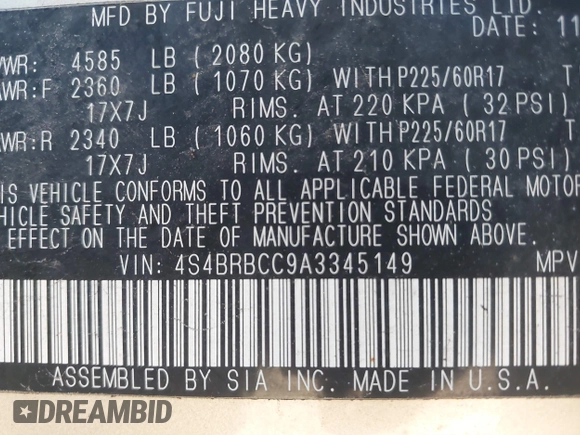 MFD BY FUJI HEAVY INDUSTRIES LTD.
DATE: 11
VWR: 4585 LB ( 2080 KG)
AWR:F 2360 LB ( 1070 KG) WITH P225/60R17 T
17X7J RIMS. AT 220 KPA ( 32 PSI)
AWR:R 2340 LB ( 1060 KG) WITH P225/60R17 T
17X7J RIMS. AT 210 KPA ( 30 PSI)
IS VEHICLE CONFORMS TO ALL APPLICABLE FEDERAL MOTOR
HICLE SAFETY AND THEFT PREVENTION STANDARDS
EFFECT ON THE DATE OF MANUFACTURE SHOWN ABOVE.
VIN: 4S4BRBCC9A3345149 MPV
ASSEMBLED BY SIA INC. MADE IN U.S.A.
DREAMBID